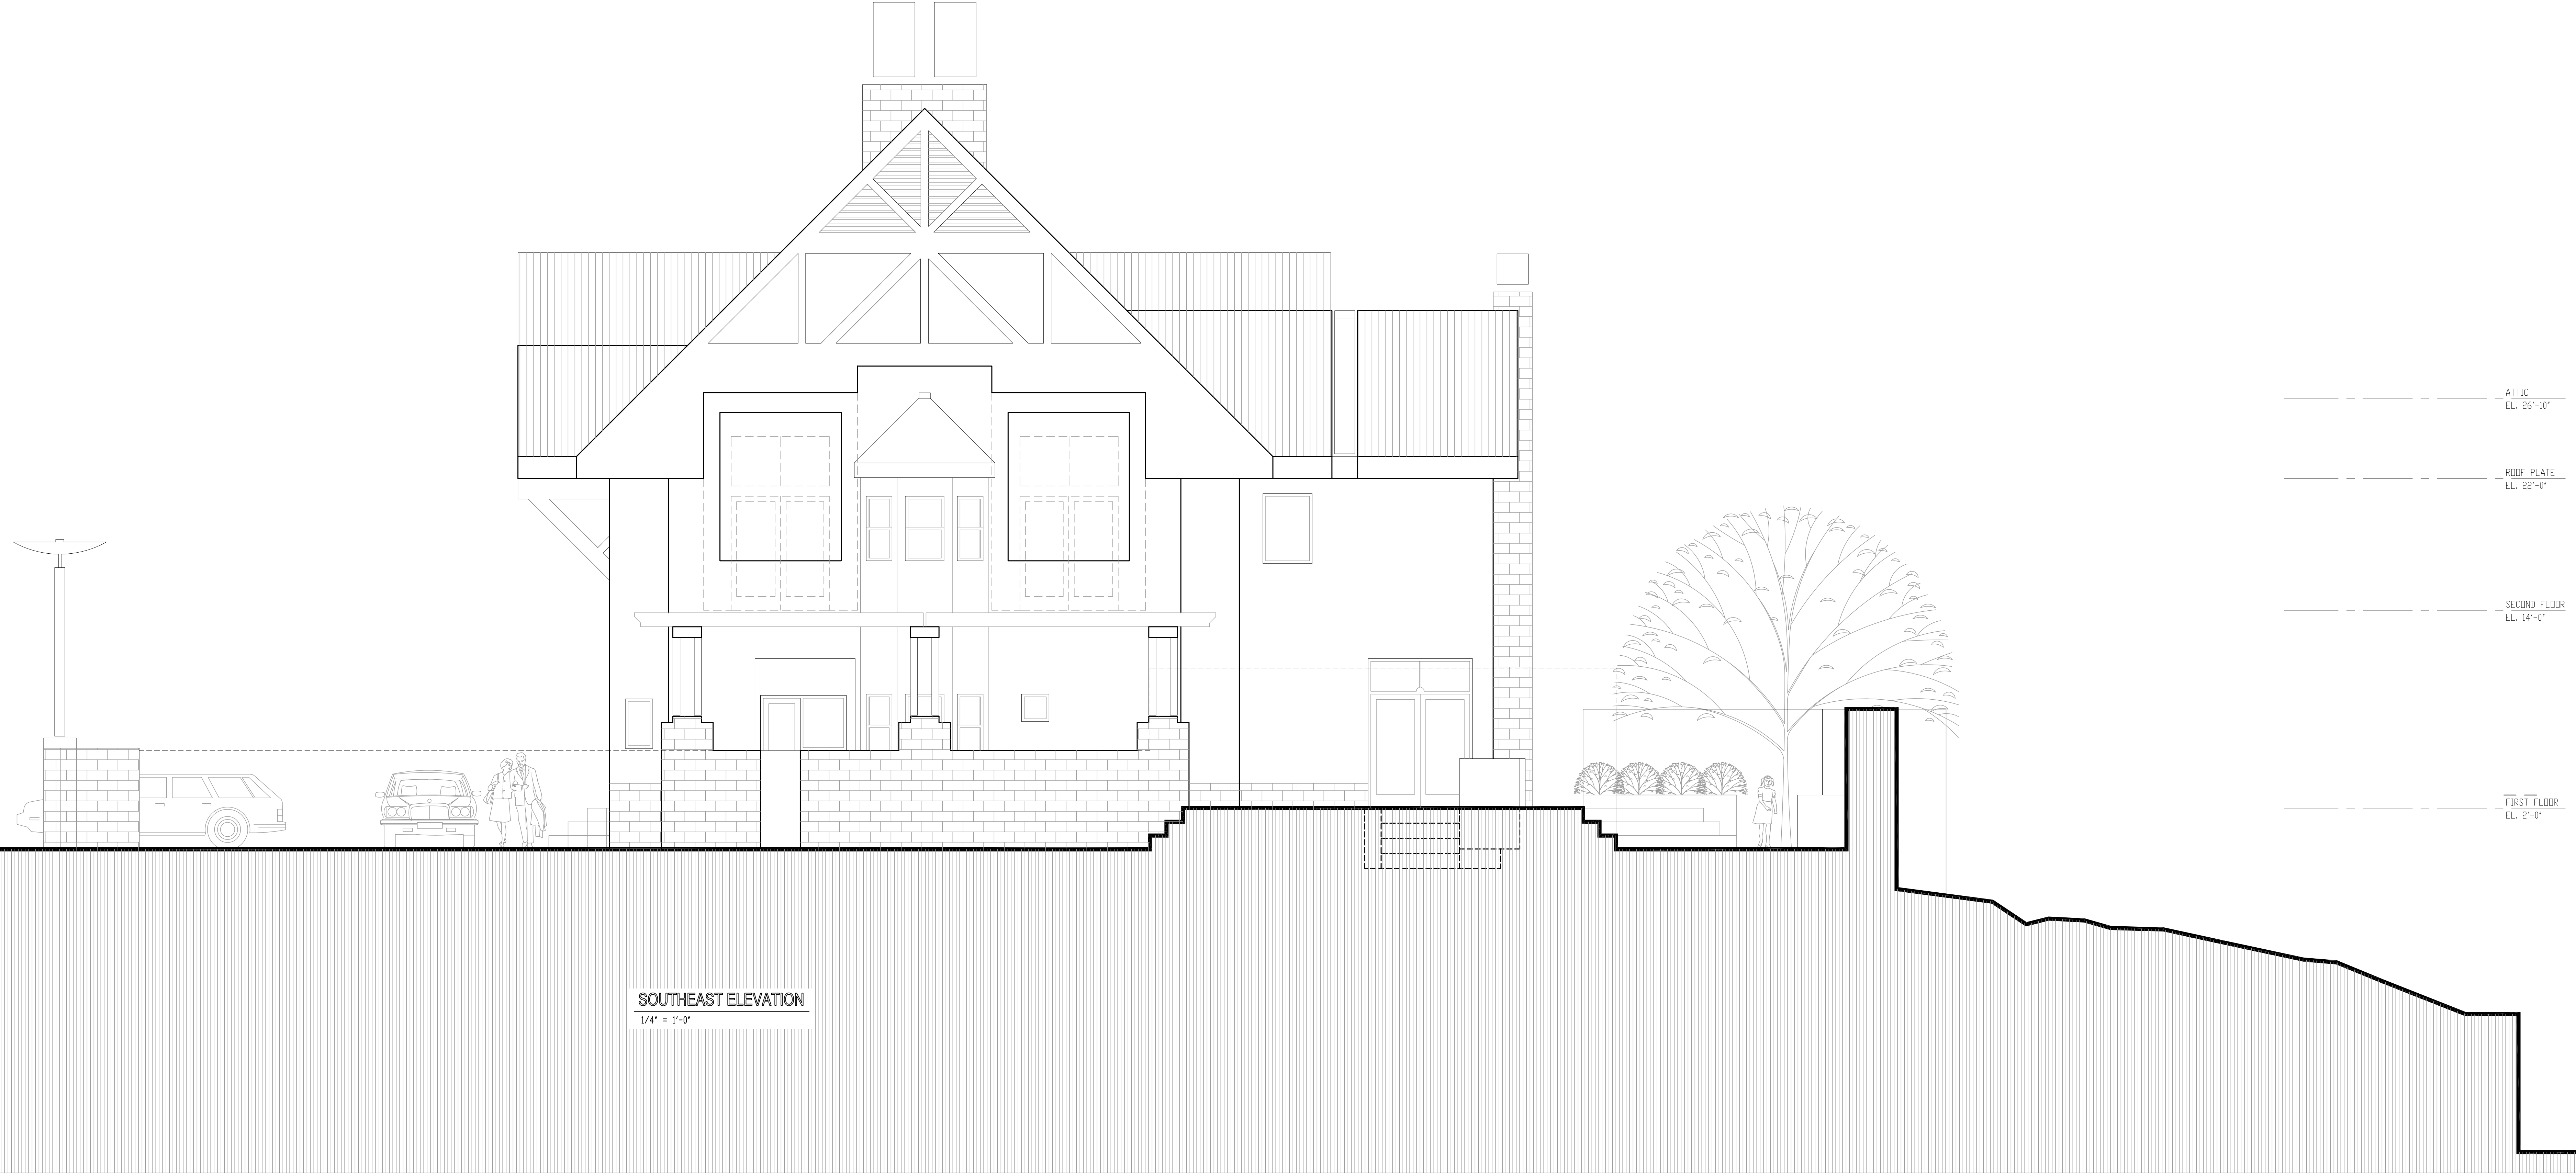 ATTIC
EL. 26'-10"
ROOF PLATE
EL. 22'-0"
SECOND FLOOR
EL. 14'-0"
FIRST FLOOR
EL. 2'-0"
SOUTHEAST ELEVATION
1/4" = 1'-0"